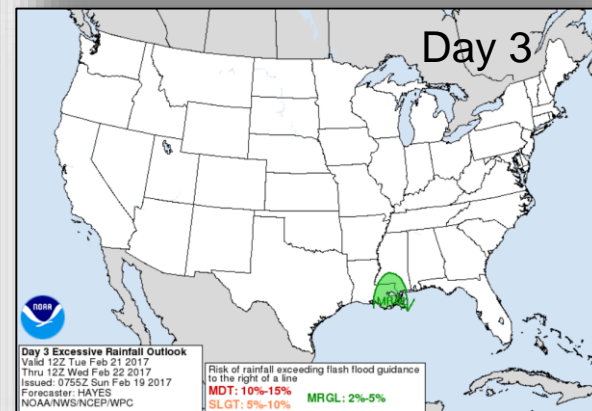 Day 3
MRGL
NOAA
Day 3 Excessive Rainfall Outlook
Valid 12Z Tue Feb 21 2017
Thru 12Z Wed Feb 22 2017
Issued: 0755Z Sun Feb 19 2017
Forecaster: HAYES
NOAA/NWS/NCEP/WPC
Risk of rainfall exceeding flash flood guidance
to the right of a line
MDT: 10%-15%
SLGT: 5%-10%
MRGL: 2%-5%